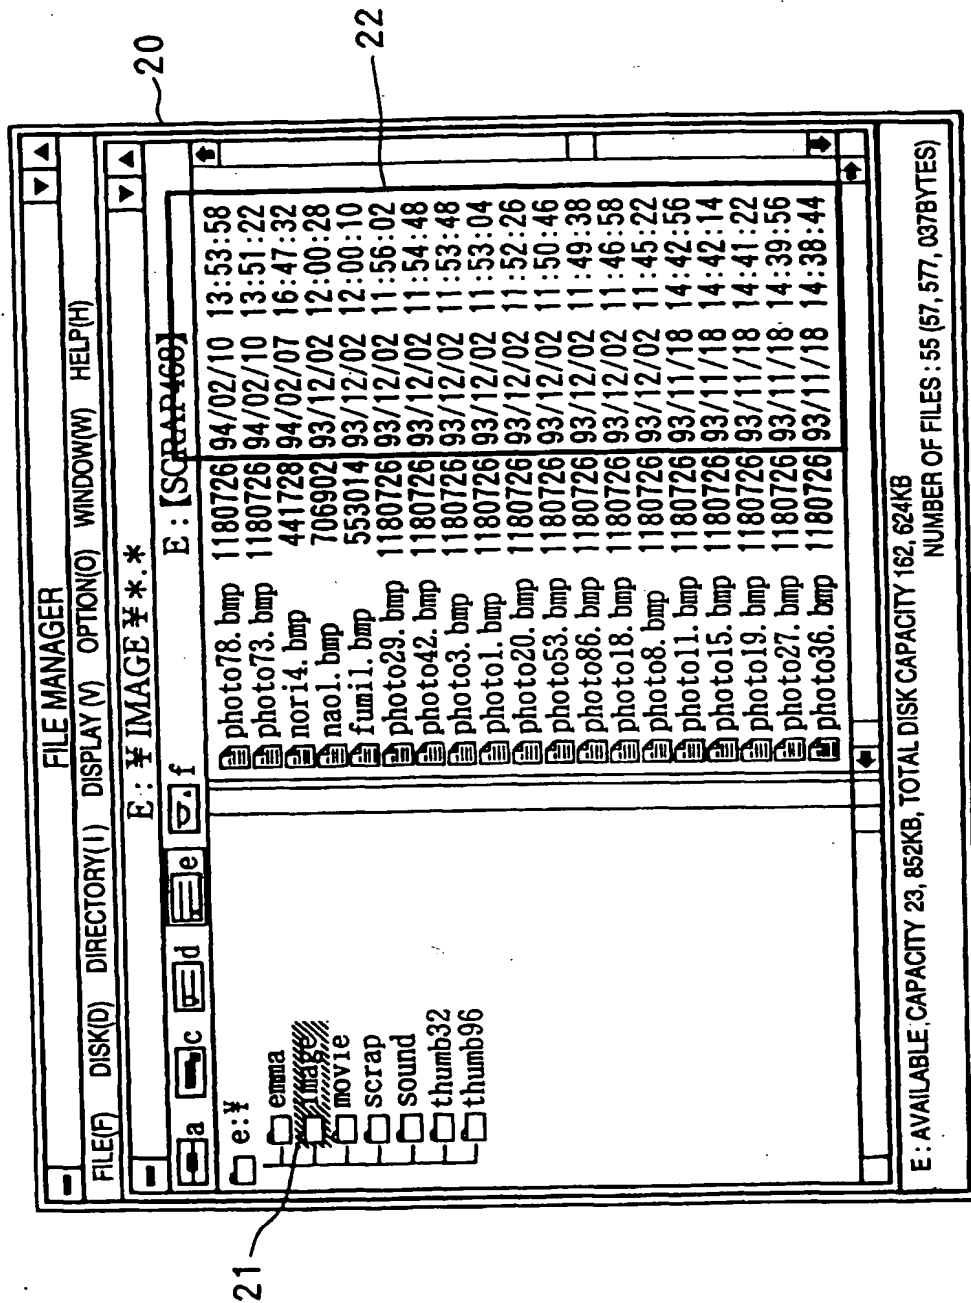 20
22
21
FILE MANAGER
FILE(F) DISK(D) DIRECTORY(I) DISPLAY(V) OPTION(O) WINDOW(W) HELP(H)
E:¥IMAGE¥*.*
a c d e f E:[SCRAP468]
e:¥
emma
image
movie
scrap
sound
thumb32
thumb96
photo78.bmp 1180726 94/02/10 13:53:58
photo73.bmp 1180726 94/02/10 13:51:22
nori4.bmp 441728 94/02/07 16:47:32
nao1.bmp 706902 93/12/02 12:00:28
fumi1.bmp 553014 93/12/02 12:00:10
photo29.bmp 1180726 93/12/02 11:56:02
photo42.bmp 1180726 93/12/02 11:54:48
photo3.bmp 1180726 93/12/02 11:53:48
photo1.bmp 1180726 93/12/02 11:53:04
photo20.bmp 1180726 93/12/02 11:52:26
photo53.bmp 1180726 93/12/02 11:50:46
photo86.bmp 1180726 93/12/02 11:49:38
photo18.bmp 1180726 93/12/02 11:46:58
photo8.bmp 1180726 93/12/02 11:45:22
photo11.bmp 1180726 93/11/18 14:42:56
photo15.bmp 1180726 93/11/18 14:42:14
photo19.bmp 1180726 93/11/18 14:41:22
photo27.bmp 1180726 93/11/18 14:39:56
photo36.bmp 1180726 93/11/18 14:38:44
E : AVAILABLE CAPACITY 23, 852KB, TOTAL DISK CAPACITY 162, 624KB
NUMBER OF FILES : 55 (57, 577, 037BYTES)